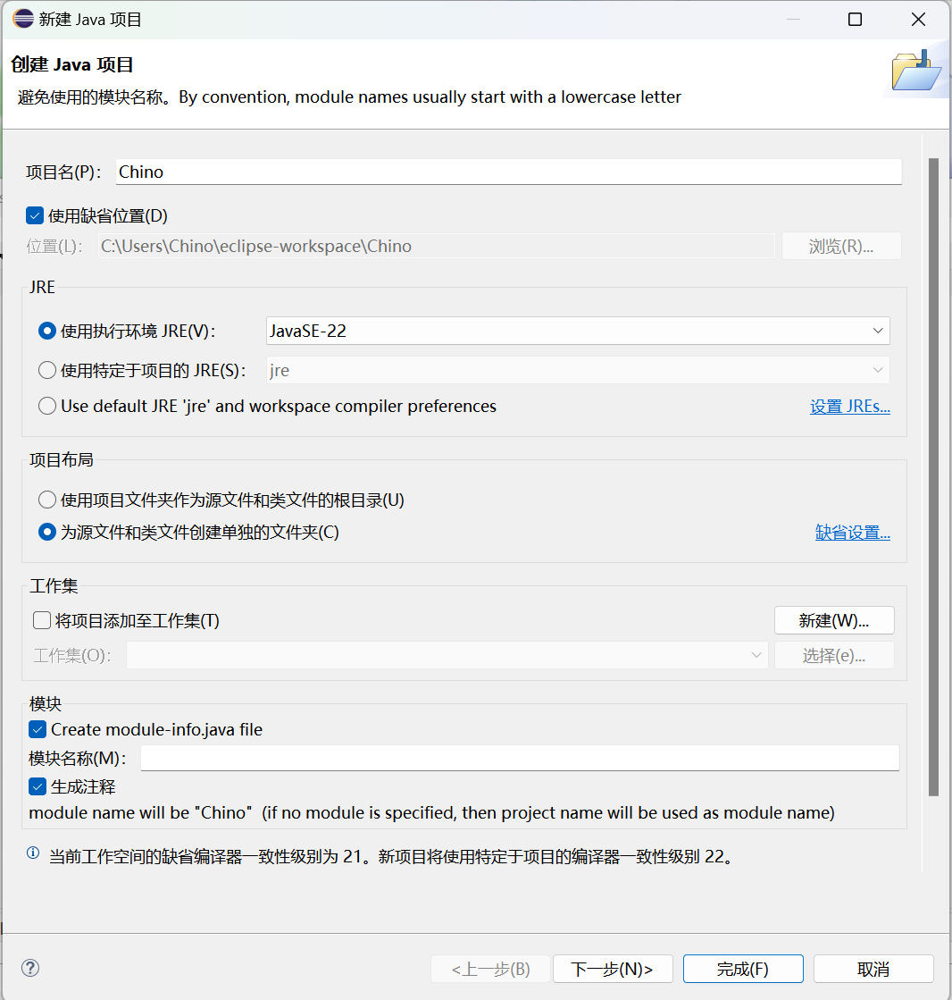 新建 Java 项目
创建 Java 项目
避免使用的模块名称。By convention, module names usually start with a lowercase letter
项目名(P)： Chino
使用缺省位置(D)
位置(L)： C:\Users\Chino\eclipse-workspace\Chino 浏览(R)...
JRE
使用执行环境 JRE(V)： JavaSE-22
使用特定于项目的 JRE(S)： jre
Use default JRE 'jre' and workspace compiler preferences 设置 JREs...
项目布局
使用项目文件夹作为源文件和类文件的根目录(U)
为源文件和类文件创建单独的文件夹(C) 缺省设置...
工作集
将项目添加至工作集(T) 新建(W)...
工作集(O)： 选择(e)...
模块
Create module-info.java file
模块名称(M)：
生成注释
module name will be "Chino"  (if no module is specified, then project name will be used as module name)
当前工作空间的缺省编译器一致性级别为 21。新项目将使用特定于项目的编译器一致性级别 22。
<上一步(B) 下一步(N)> 完成(F) 取消